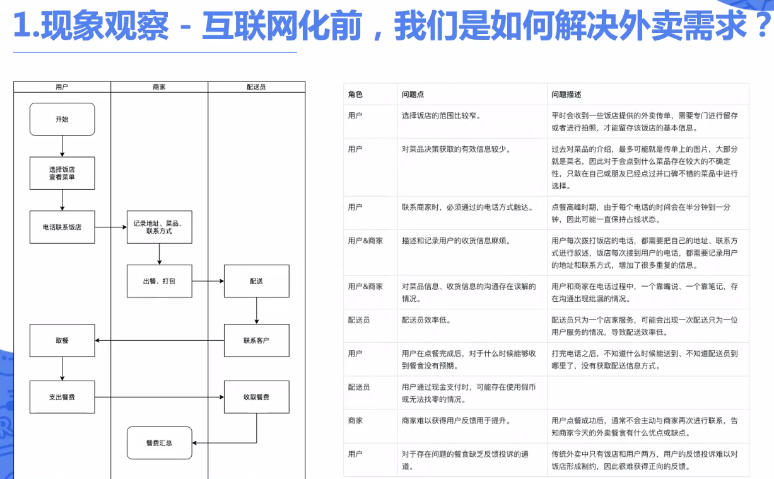 1.现象观察 - 互联网化前，我们是如何解决外卖需求？
用户
商家
配送员
开始
选择饭店
查看菜单
电话联系饭店
记录地址、菜品、
联系方式
出餐、打包
配送
取餐
联系客户
支出餐费
收取餐费
餐费汇总
角色 问题点 问题描述
用户 选择饭店的范围比较窄。 平时会收到一些饭店提供的外卖传单，需要专门进行留存
或者进行拍照，才能留存该饭店的基本信息。
用户 对菜品决策获取的有效信息较少。 过去对菜品的介绍，最多可能就是传单上的图片，大部分
就是菜名，因此对于会点到什么菜品存在较大的不确定
性，只敢在自己或朋友已经点过并口碑不错的菜品中进行
选择。
用户 联系商家时，必须通过的电话方式触达。 点餐高峰时期，由于每个电话的时间会在半分钟到一分
钟，因此可能一直保持占线状态。
用户&商家 描述和记录用户的收货信息麻烦。 用户每次拨打饭店的电话，都需要把自己的地址、联系方
式进行叙述，饭店每次接到用户的电话，都需要记录用户
的地址和联系方式，增加了很多重复的信息。
用户&商家 对菜品信息、收货信息的沟通存在误解的
情况。
用户和商家在电话过程中，一个靠嘴说、一个靠笔记，存
在沟通出现纰漏的情况。
配送员 配送员效率低。 配送员只为一个店家服务，可能会出现一次配送只为一位
用户服务的情况，导致配送效率低。
用户 用户在点餐完成后，对于什么时候能够收
到餐食没有预期。
打完电话之后，不知道什么时候能送到、不知道配送员到
哪里了，没有获取配送信息方式。
配送员 用户通过现金支付时，可能存在使用假币
或无法找零的情况。
商家 商家难以获得用户反馈用于提升。 用户点餐成功后，通常不会主动与商家再次进行联系，告
知商家今天的外卖餐食有什么优点或缺点。
用户 对于存在问题的餐食缺乏反馈投诉的通
道。
传统外卖中只有饭店和用户两方，用户的反馈投诉难以对
饭店形成制约，因此很难获得正向的反馈。